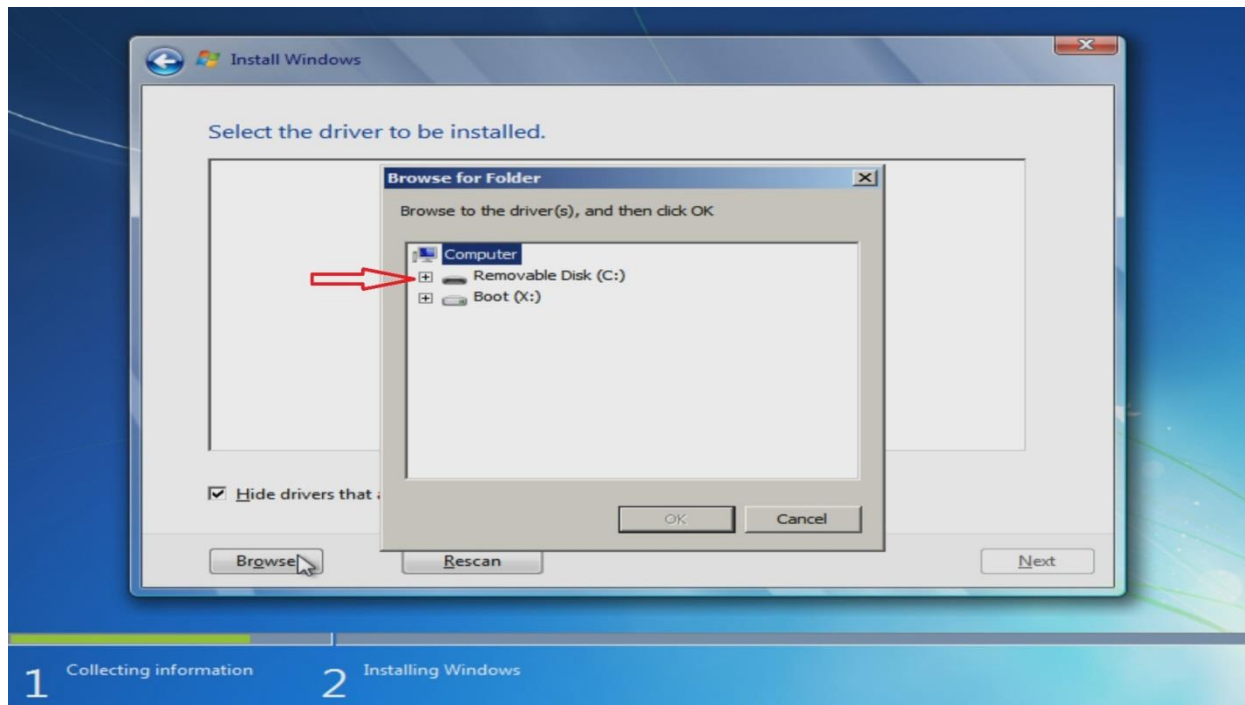 Install Windows
Select the driver to be installed.
Browse for Folder
Browse to the driver(s), and then click OK
Computer
Removable Disk (C:)
Boot (X:)
Hide drivers that
OK Cancel
Browse Rescan Next
1 Collecting information 2 Installing Windows